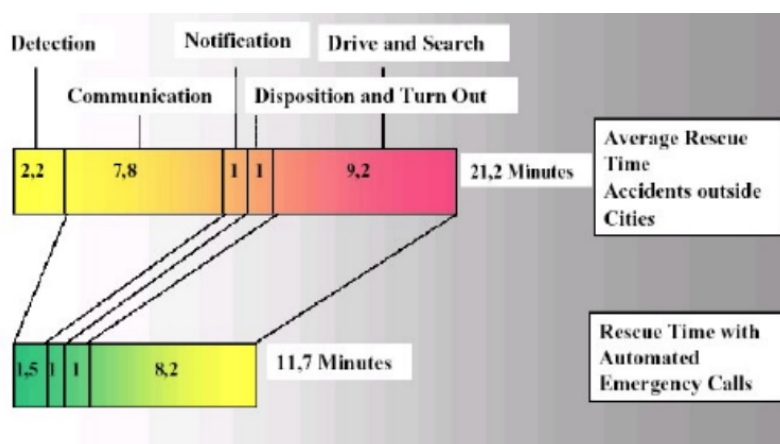 Detection
Notification
Drive and Search
Communication
Disposition and Turn Out
2,2
7,8
1
1
9,2
21,2 Minutes
Average Rescue
Time
Accidents outside
Cities
1,5
1
1
8,2
11,7 Minutes
Rescue Time with
Automated
Emergency Calls